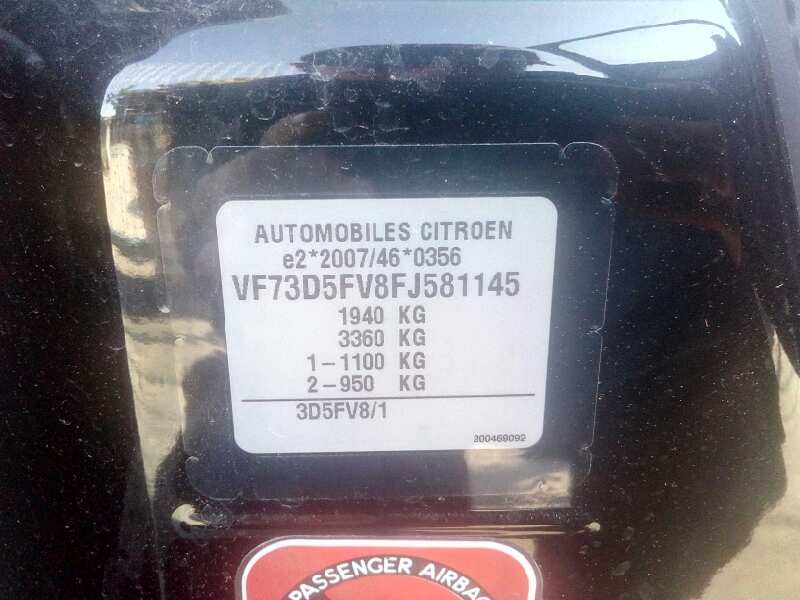 AUTOMOBILES CITROEN
e2*2007/46*0356
VF73D5FV8FJ581145
1940 KG
3360 KG
1-1100 KG
2-950 KG
3D5FV8/1
300469092
PASSENGER AIRBAG